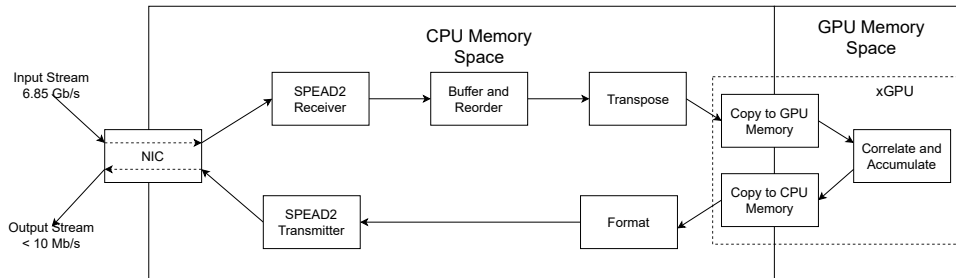 CPU Memory
Space
GPU Memory
Space
Input Stream
6.85 Gb/s
xGPU
SPEAD2
Receiver
Buffer and
Reorder
Transpose
Copy to GPU
Memory
NIC
Correlate and
Accumulate
Copy to CPU
Memory
SPEAD2
Transmitter
Format
Output Stream
< 10 Mb/s